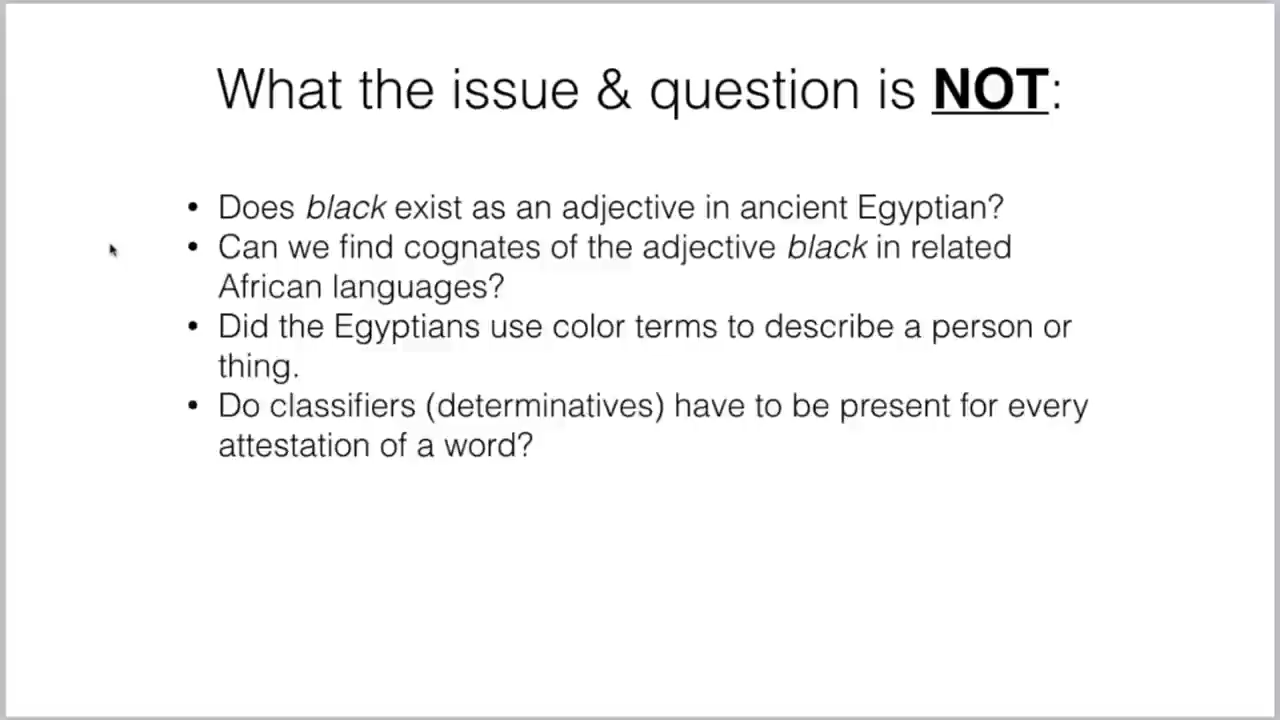 What the issue & question is NOT:
• Does black exist as an adjective in ancient Egyptian?
• Can we find cognates of the adjective black in related
African languages?
• Did the Egyptians use color terms to describe a person or
thing.
• Do classifiers (determinatives) have to be present for every
attestation of a word?